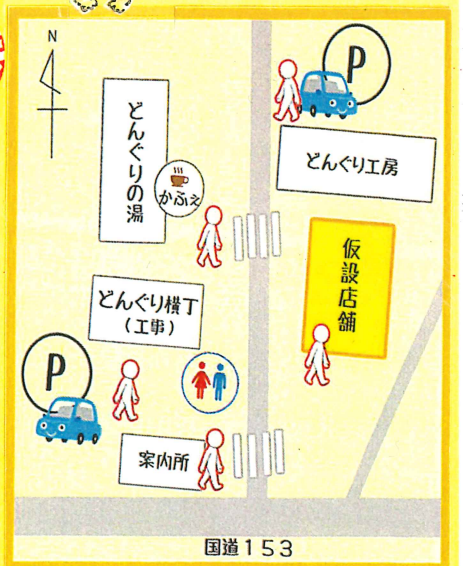 N
P
どんぐりの湯
かふぇ
どんぐり工房
仮設店舗
どんぐり横丁
(工事)
P
案内所
国道153